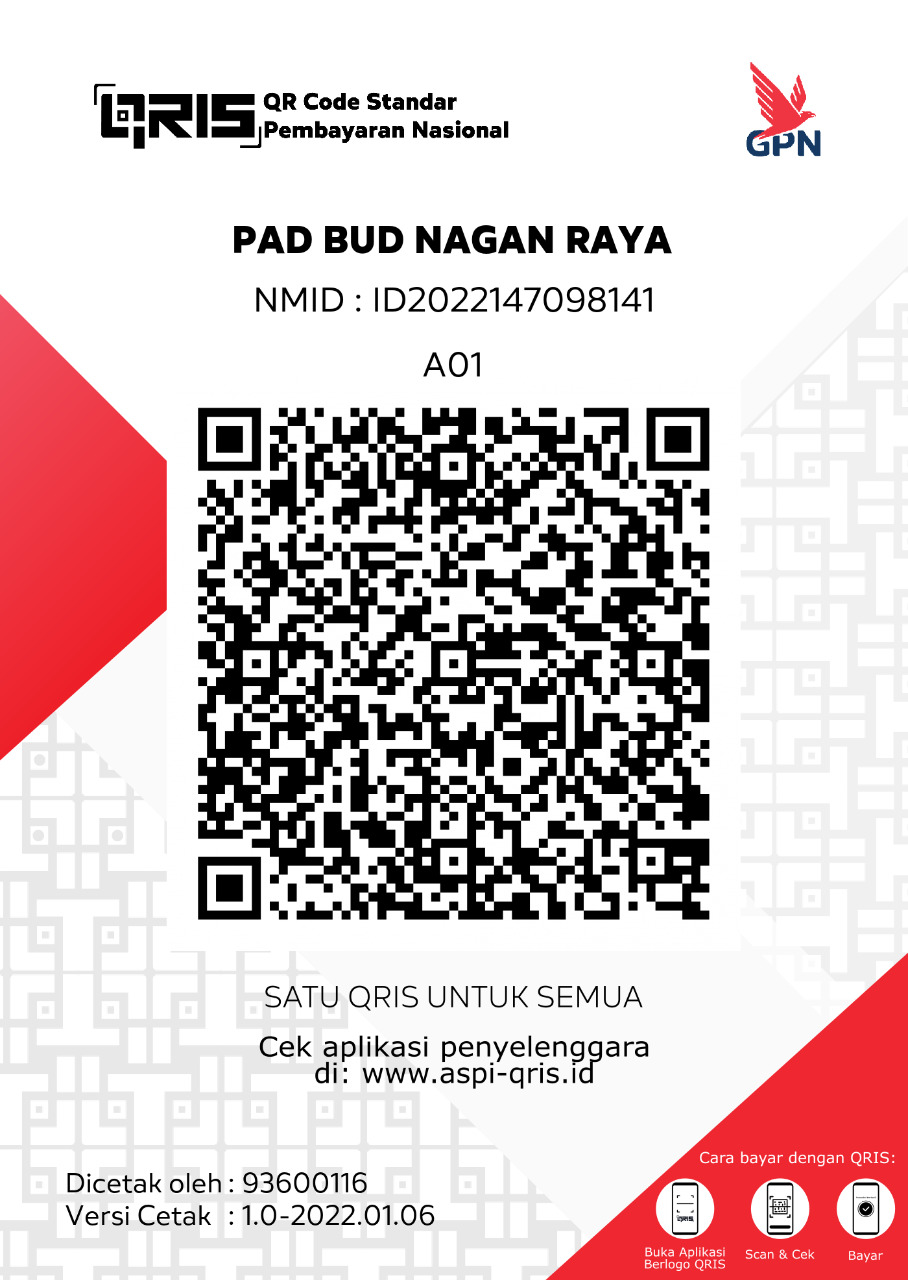 QRIS
QR Code Standar
Pembayaran Nasional
GPN
PAD BUD NAGAN RAYA
NMID : ID2022147098141
A01
SATU QRIS UNTUK SEMUA
Cek aplikasi penyelenggara
di: www.aspi-qris.id
Dicetak oleh : 93600116
Versi Cetak : 1.0-2022.01.06
Cara bayar dengan QRIS:
QRIS
Buka Aplikasi
Berlogo QRIS
Scan & Cek
Bayar